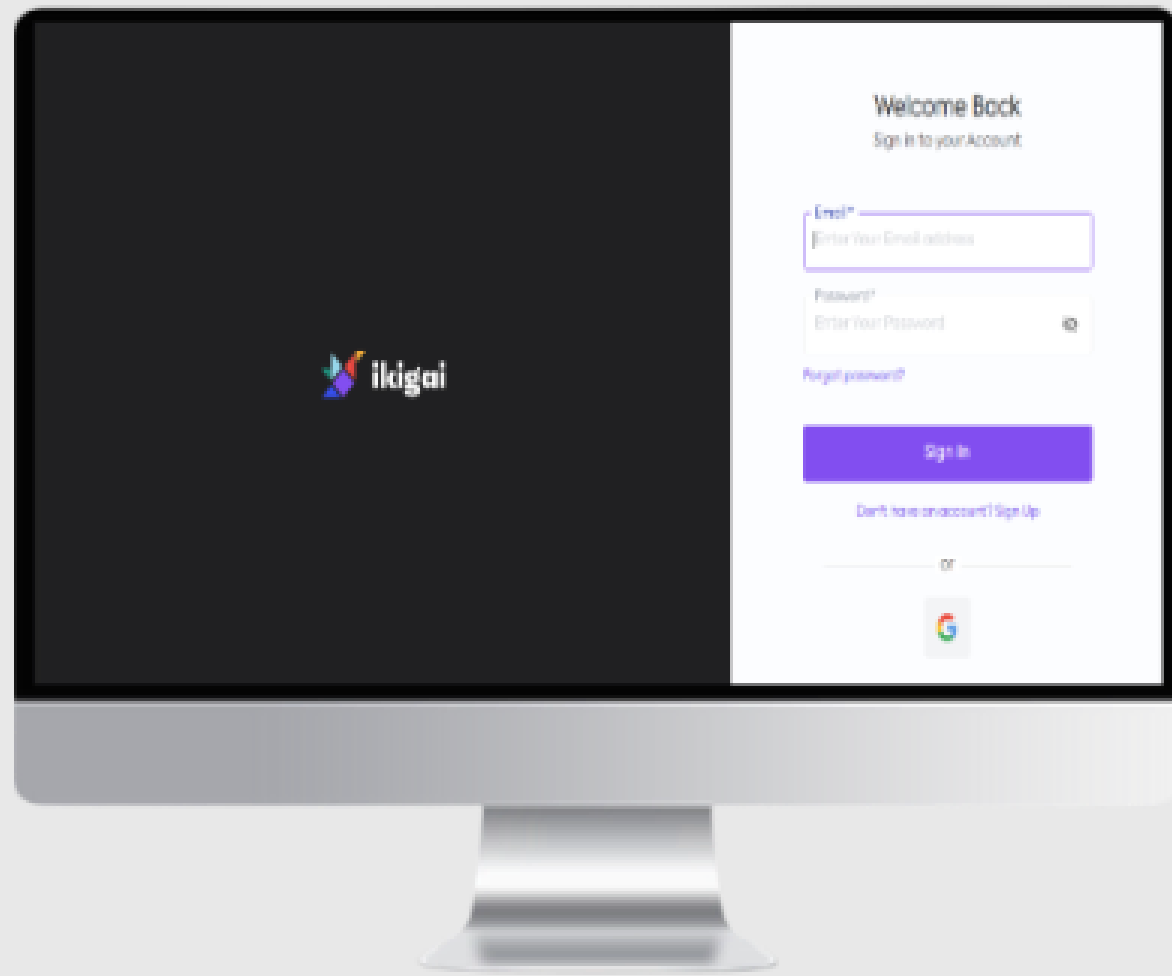 ikigai
Welcome Back
Sign in to your Account
Email*
Enter Your Email address
Password*
Enter Your Password
Forgot password?
Sign In
Don't have an account? Sign Up
or